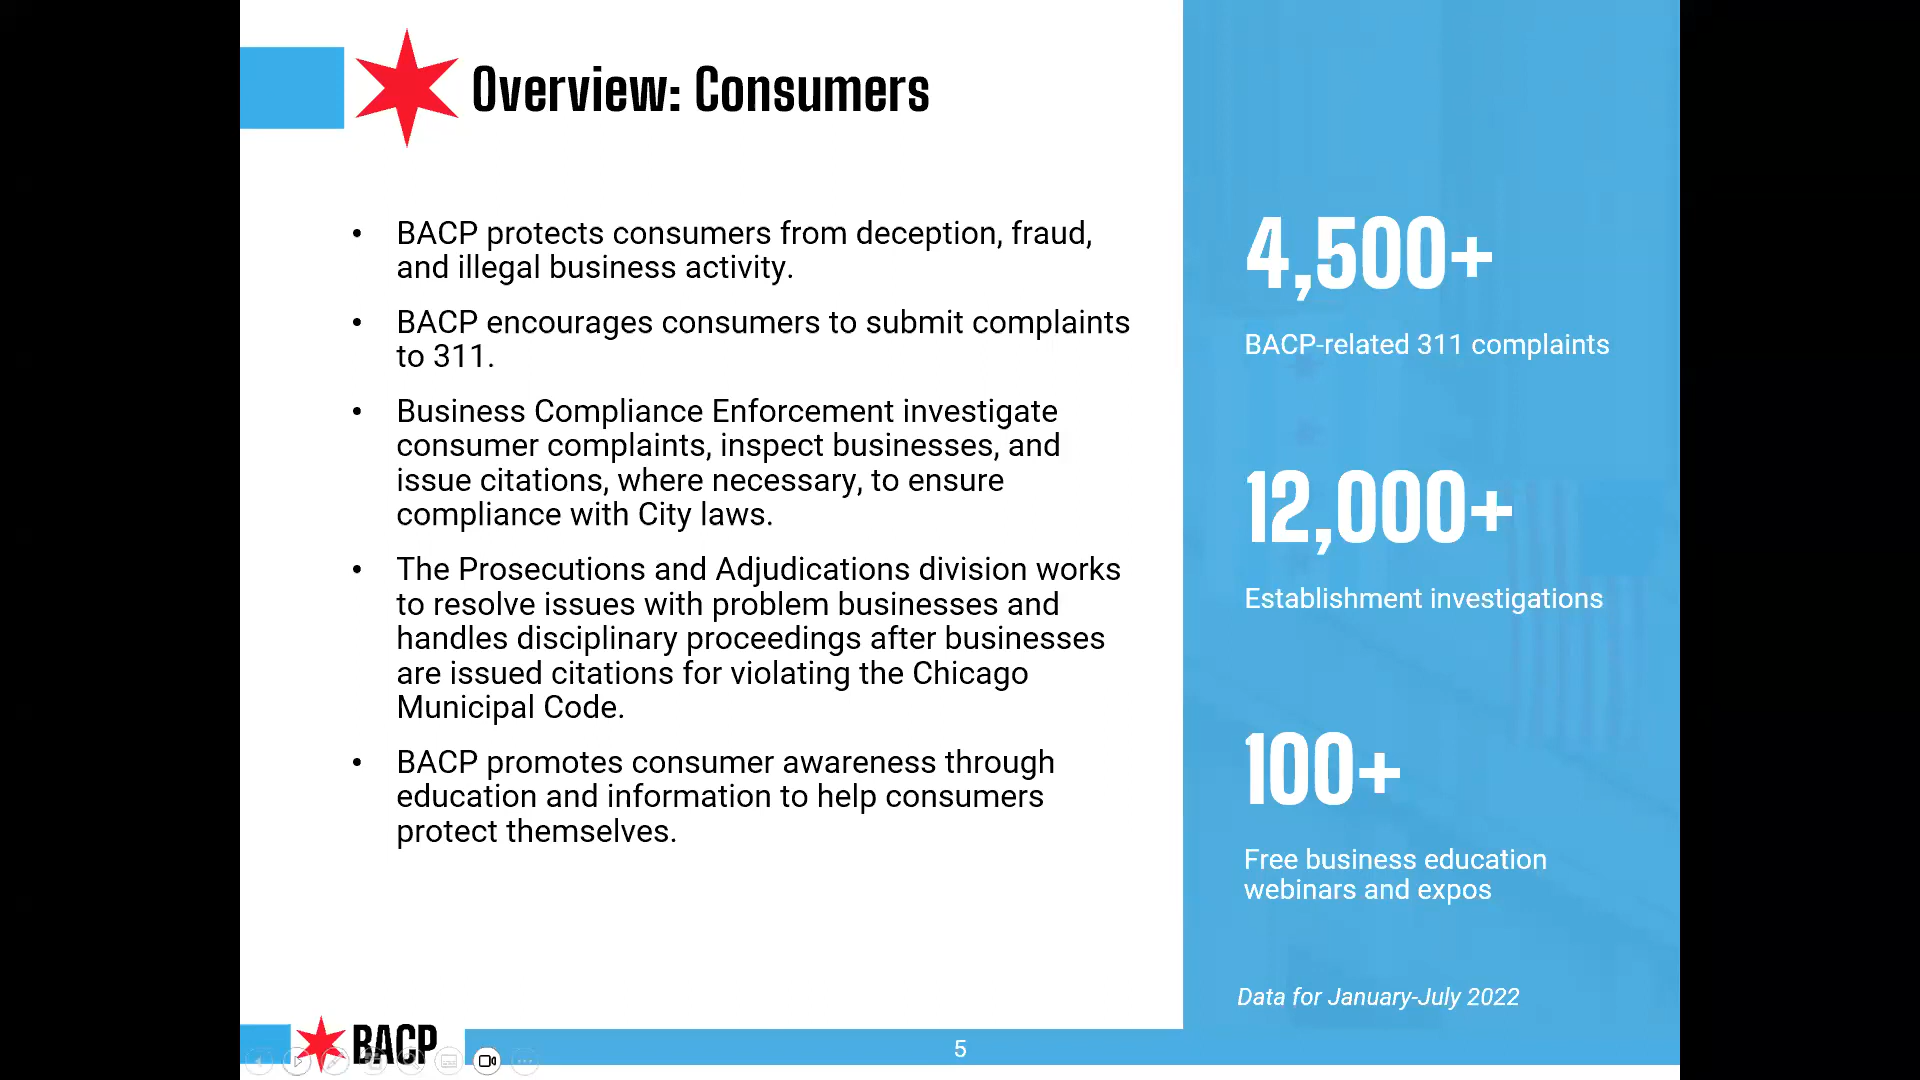 Overview: Consumers
• BACP protects consumers from deception, fraud,
and illegal business activity.
• BACP encourages consumers to submit complaints
to 311.
• Business Compliance Enforcement investigate
consumer complaints, inspect businesses, and
issue citations, where necessary, to ensure
compliance with City laws.
• The Prosecutions and Adjudications division works
to resolve issues with problem businesses and
handles disciplinary proceedings after businesses
are issued citations for violating the Chicago
Municipal Code.
• BACP promotes consumer awareness through
education and information to help consumers
protect themselves.
4,500+
BACP-related 311 complaints
12,000+
Establishment investigations
100+
Free business education
webinars and expos
Data for January-July 2022
BACP
5